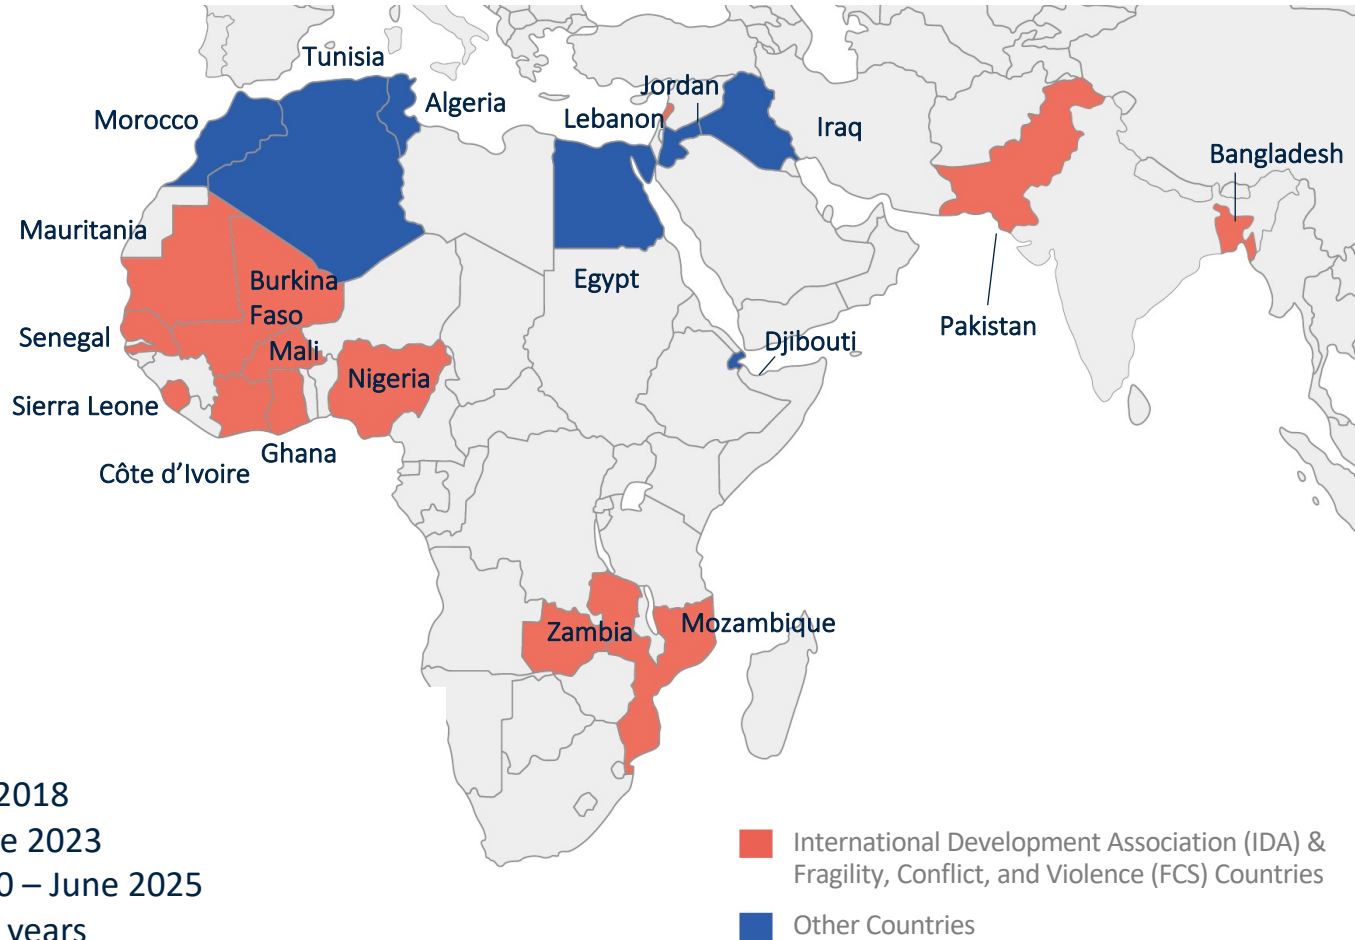 Tunisia
Jordan
Morocco
Algeria
Lebanon
Iraq
Bangladesh
Mauritania
Burkina
Faso
Egypt
Senegal
Mali
Djibouti
Pakistan
Nigeria
Sierra Leone
Ghana
Côte d’Ivoire
Zambia
Mozambique
2018
e 2023
0 – June 2025
years
International Development Association (IDA) &
Fragility, Conflict, and Violence (FCS) Countries
Other Countries